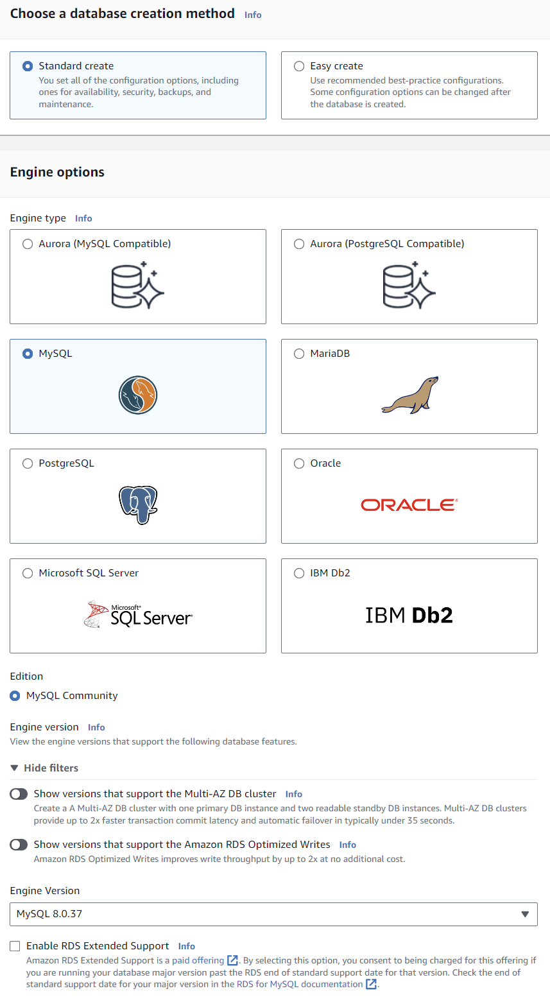 Choose a database creation method Info
Standard create
You set all of the configuration options, including
ones for availability, security, backups, and
maintenance.
Easy create
Use recommended best-practice configurations.
Some configuration options can be changed after
the database is created.
Engine options
Engine type Info
Aurora (MySQL Compatible)
Aurora (PostgreSQL Compatible)
MySQL
MariaDB
PostgreSQL
Oracle
ORACLE®
Microsoft SQL Server
Microsoft®
SQL Server®
IBM Db2
IBM Db2
Edition
MySQL Community
Engine version Info
View the engine versions that support the following database features.
Hide filters
Show versions that support the Multi-AZ DB cluster Info
Create a A Multi-AZ DB cluster with one primary DB instance and two readable standby DB instances. Multi-AZ DB clusters
provide up to 2x faster transaction commit latency and automatic failover in typically under 35 seconds.
Show versions that support the Amazon RDS Optimized Writes Info
Amazon RDS Optimized Writes improves write throughput by up to 2x at no additional cost.
Engine Version
MySQL 8.0.37
Enable RDS Extended Support Info
Amazon RDS Extended Support is a paid offering. By selecting this option, you consent to being charged for this offering if
you are running your database major version past the RDS end of standard support date for that version. Check the end of
standard support date for your major version in the RDS for MySQL documentation.